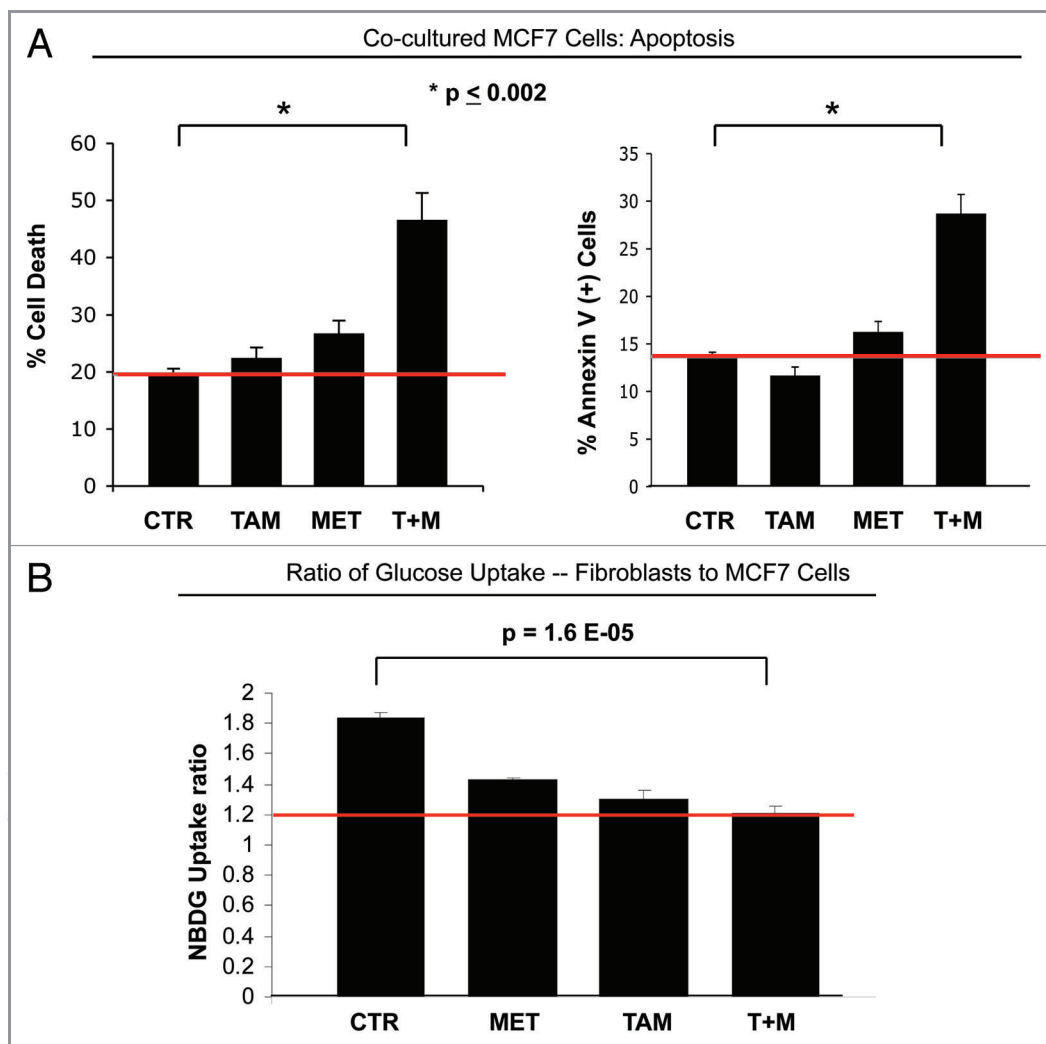 A
Co-cultured MCF7 Cells: Apoptosis
* p ≤ 0.002
*
60
50
40
30
20
10
0
% Cell Death
CTR TAM MET T+M
*
35
30
25
20
15
10
5
0
% Annexin V (+) Cells
CTR TAM MET T+M
B
Ratio of Glucose Uptake -- Fibroblasts to MCF7 Cells
p = 1.6 E-05
2
1.8
1.6
1.4
1.2
1
0.8
0.6
0.4
0.2
0
NBDG Uptake ratio
CTR MET TAM T+M